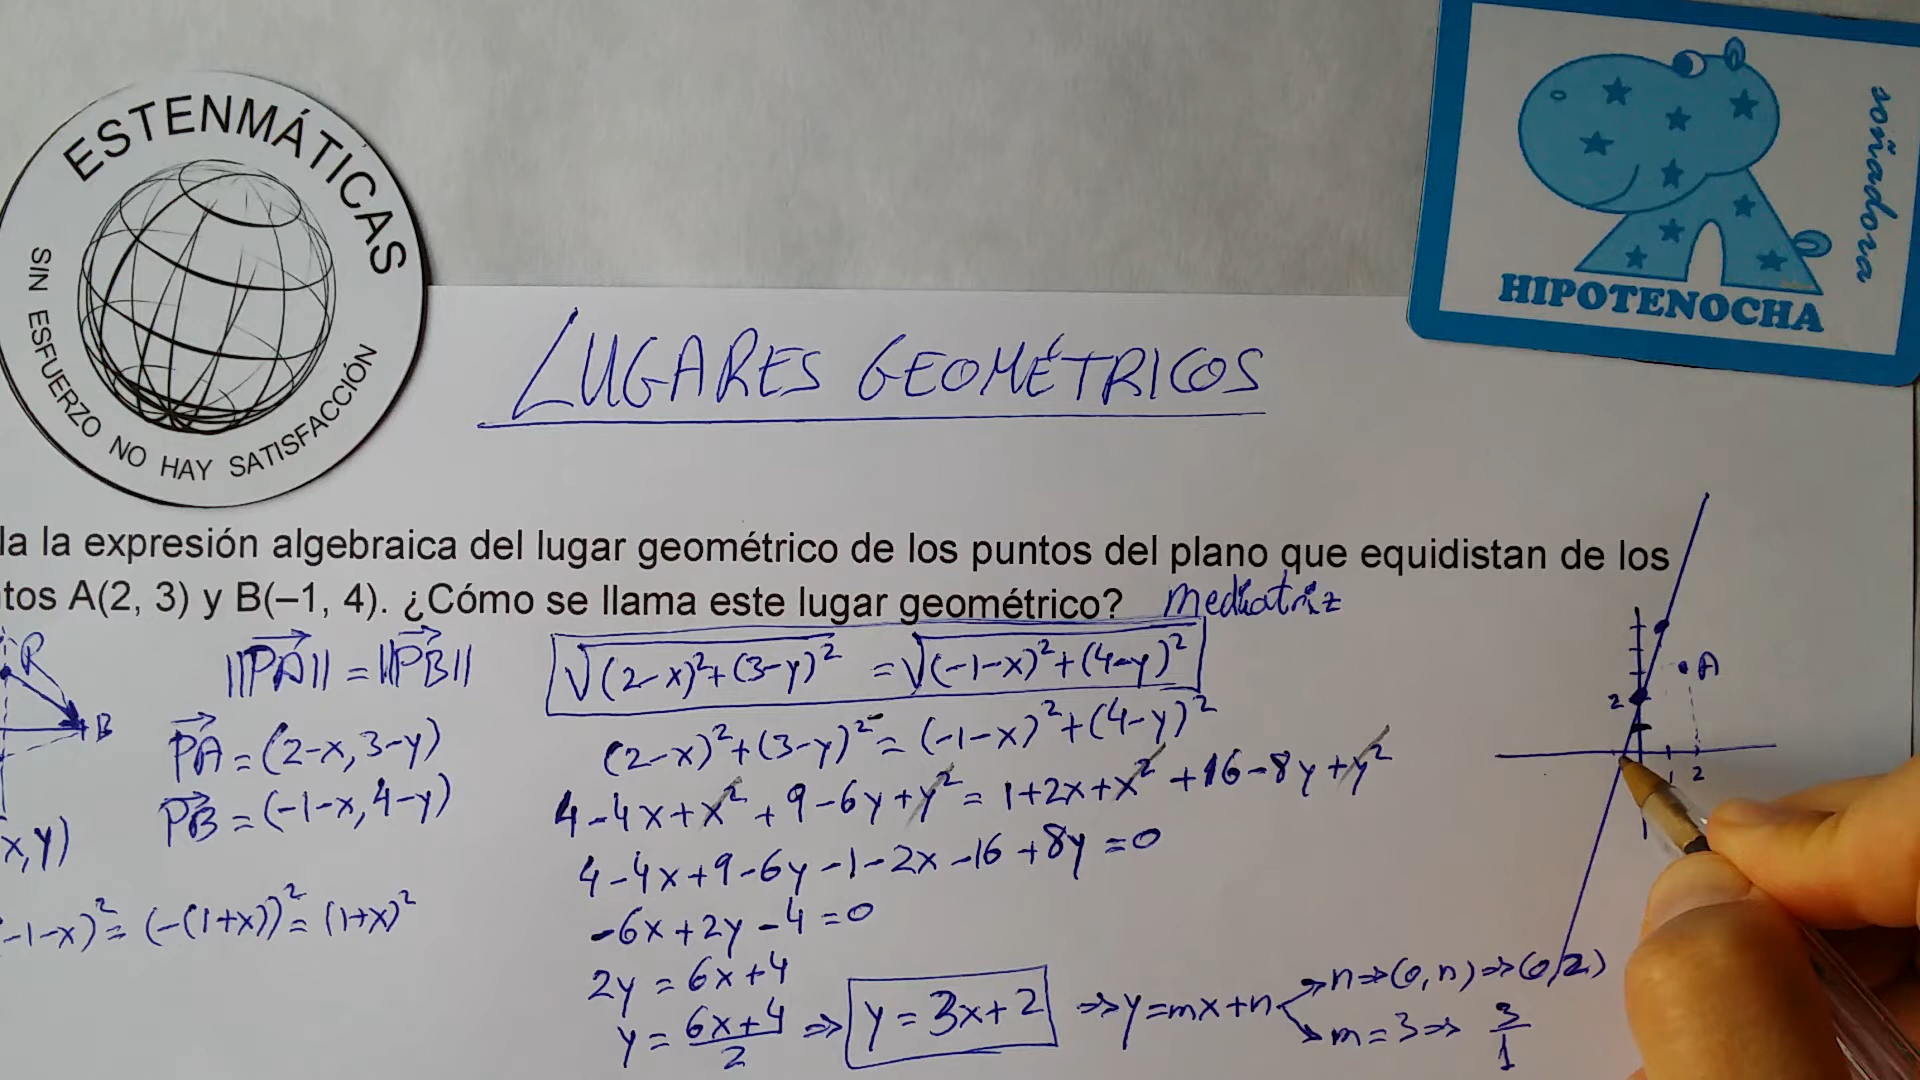 ESTENMÁTICAS
SIN ESFUERZO NO HAY SATISFACCIÓN
soñadora
HIPOTENOCHA
LUGARES GEOMÉTRICOS
la la expresión algebraica del lugar geométrico de los puntos del plano que equidistan de los
tos A(2, 3) y B(–1, 4). ¿Cómo se llama este lugar geométrico? Mediatriz
R
B
x,y)
||PA|| = ||PB||
PA = (2-x, 3-y)
PB = (-1-x, 4-y)
-1-x)² = (-(1+x))² = (1+x)²
√(2-x)²+(3-y)² = √(-1-x)²+(4-y)²
(2-x)²+(3-y)² = (-1-x)²+(4-y)²
4-4x+x²+9-6y+y² = 1+2x+x²+16-8y+y²
4-4x+9-6y-1-2x-16+8y=0
-6x+2y-4=0
2y = 6x+4
y = 6x+4/2 ⇒ y = 3x+2 ⇒ y=mx+n
n⇒(0,n)⇒(0,2)
m=3⇒ 3/1
A
2
1 2